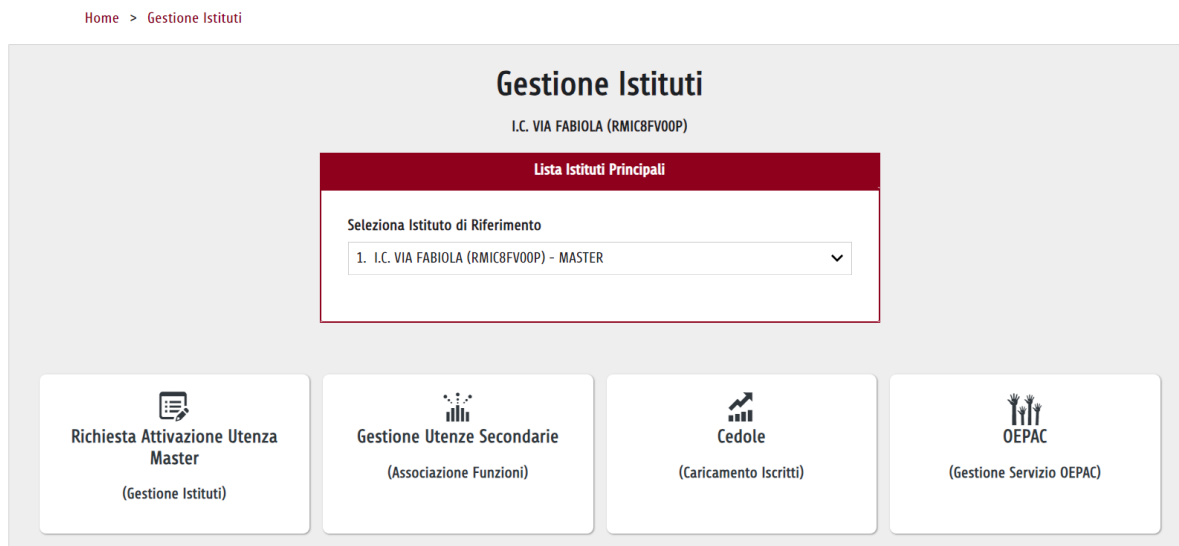 Home > Gestione Istituti
Gestione Istituti
I.C. VIA FABIOLA (RMIC8FV00P)
Lista Istituti Principali
Seleziona Istituto di Riferimento
1. I.C. VIA FABIOLA (RMIC8FV00P) - MASTER
Richiesta Attivazione Utenza
Master
(Gestione Istituti)
Gestione Utenze Secondarie
(Associazione Funzioni)
Cedole
(Caricamento Iscritti)
OEPAC
(Gestione Servizio OEPAC)